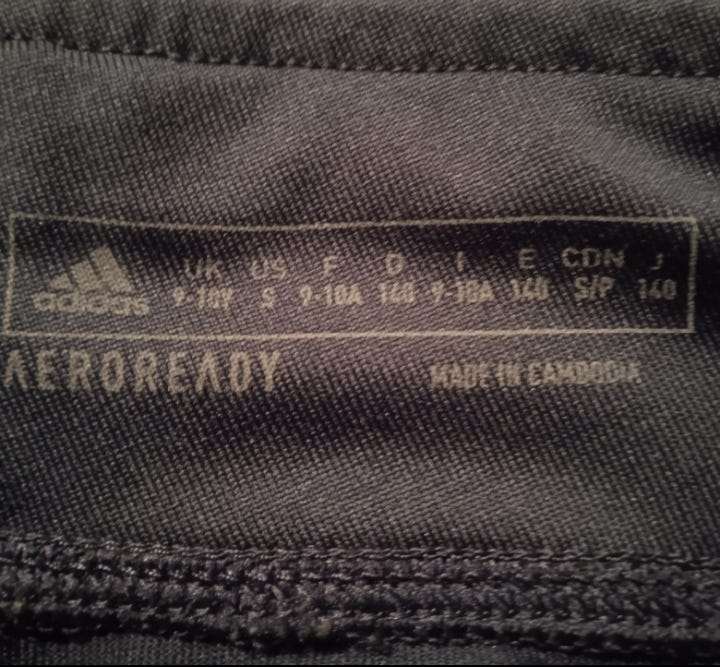 adidas UK US F D I E CDN J
9-10Y S 9-10A 140 9-10A 140 S/P 140
AEROREADY MADE IN CAMBODIA